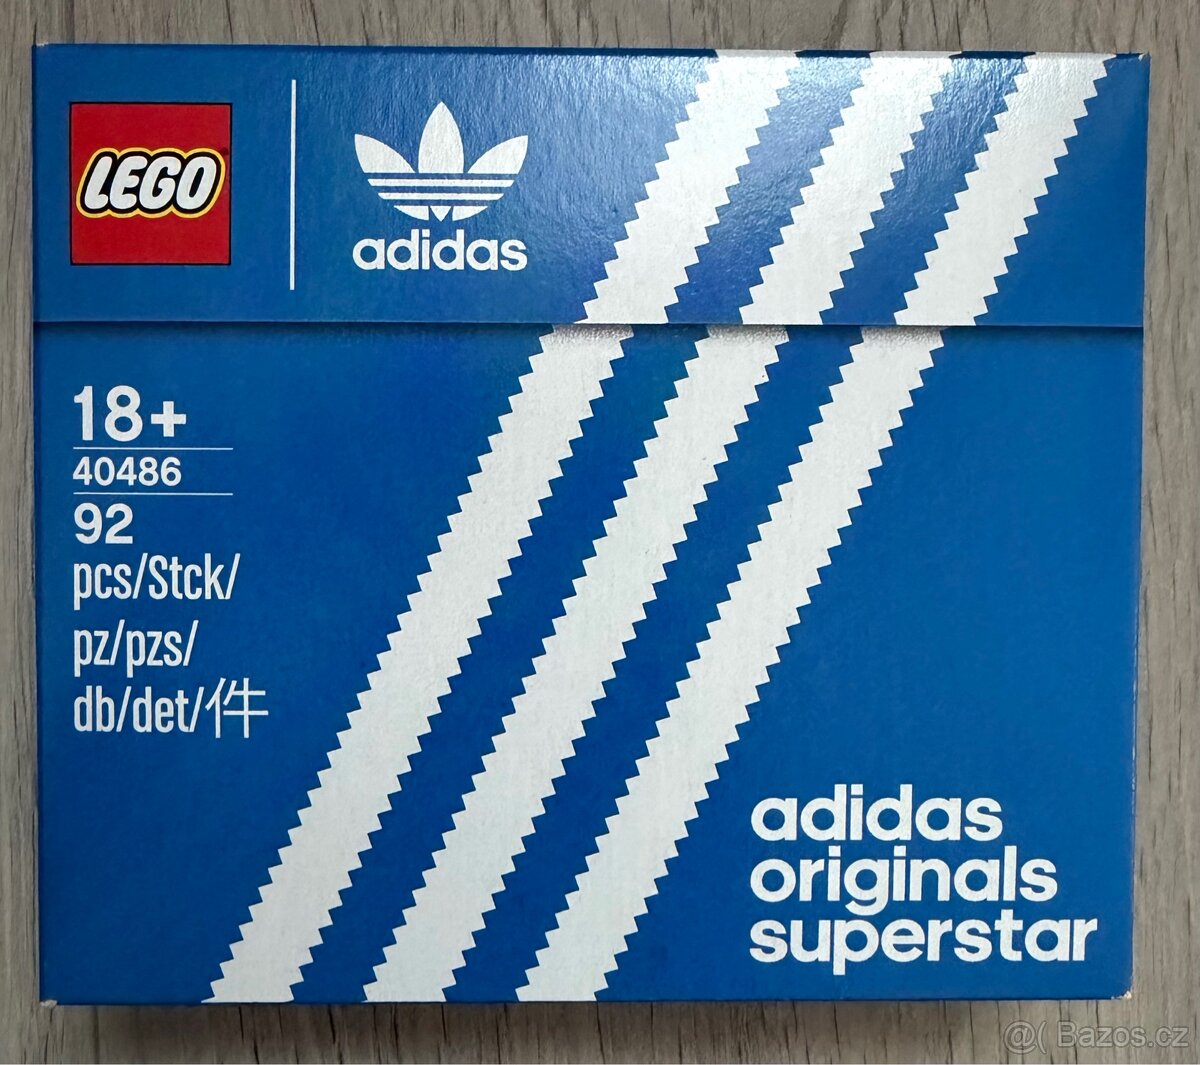 LEGO
adidas
18+
40486
92
pcs/Stck/
pz/pzs/
db/det/件
adidas
originals
superstar
@( Bazos.cz